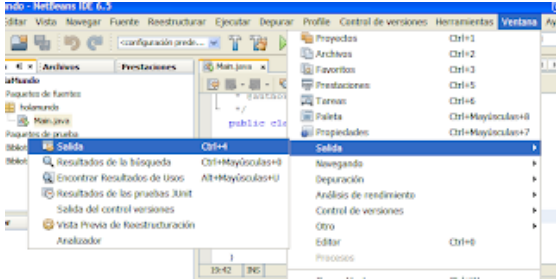 ndo - NetBeans IDE 6.5
Editar Vista Navegar Fuente Reestructurar Ejecutar Depurar Profile Control de versiones Herramientas Ventana Ay
<configuración prede...
Archivos Prestaciones Main.java
Paquetes de fuentes
holamundo
Main.java
Paquetes de prueba
*/
public cla
Proyectos Ctrl+1
Archivos Ctrl+2
Favoritos Ctrl+3
Prestaciones Ctrl+5
Tareas Ctrl+6
Paleta Ctrl+Mayúsculas+8
Propiedades Ctrl+Mayúsculas+7
Salida
Navegando
Depuración
Análisis de rendimiento
Control de versiones
Otro
Editor Ctrl+0
Procesos
Salida Ctrl+4
Resultados de la búsqueda Ctrl+Mayúsculas+0
Encontrar Resultados de Usos Alt+Mayúsculas+U
Resultados de las pruebas JUnit
Salida del control versiones
Vista Previa de Reestructuración
Analizador
}
19:42 INS